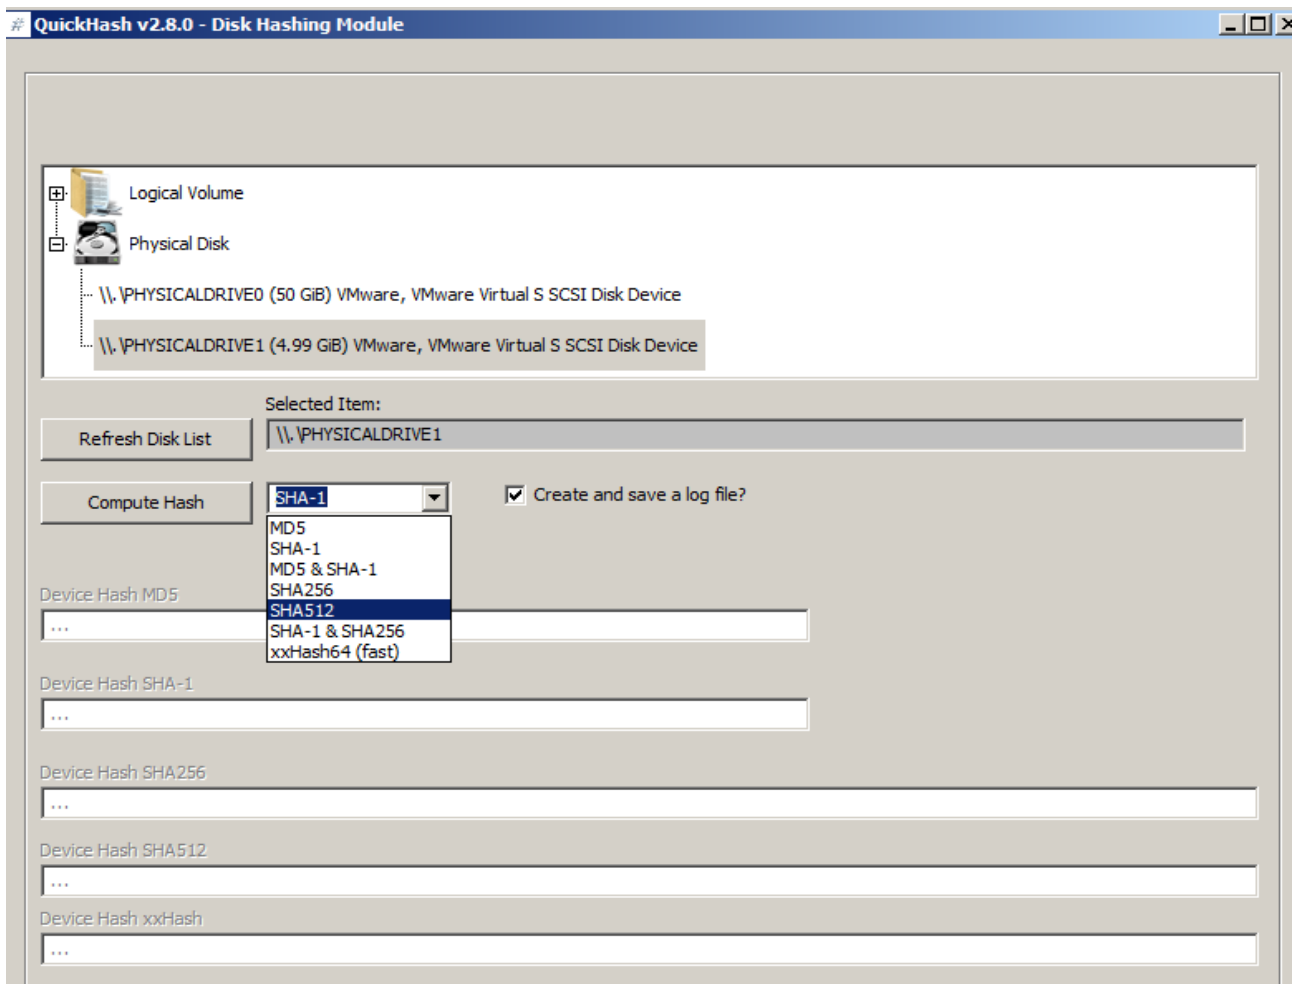 # QuickHash v2.8.0 - Disk Hashing Module
Logical Volume
Physical Disk
\\.\PHYSICALDRIVE0 (50 GiB) VMware, VMware Virtual S SCSI Disk Device
\\.\PHYSICALDRIVE1 (4.99 GiB) VMware, VMware Virtual S SCSI Disk Device
Selected Item:
Refresh Disk List
\\.\PHYSICALDRIVE1
Compute Hash
SHA-1
Create and save a log file?
MD5
SHA-1
MD5 & SHA-1
SHA256
SHA512
SHA-1 & SHA256
xxHash64 (fast)
Device Hash MD5
...
Device Hash SHA-1
...
Device Hash SHA256
...
Device Hash SHA512
...
Device Hash xxHash
...